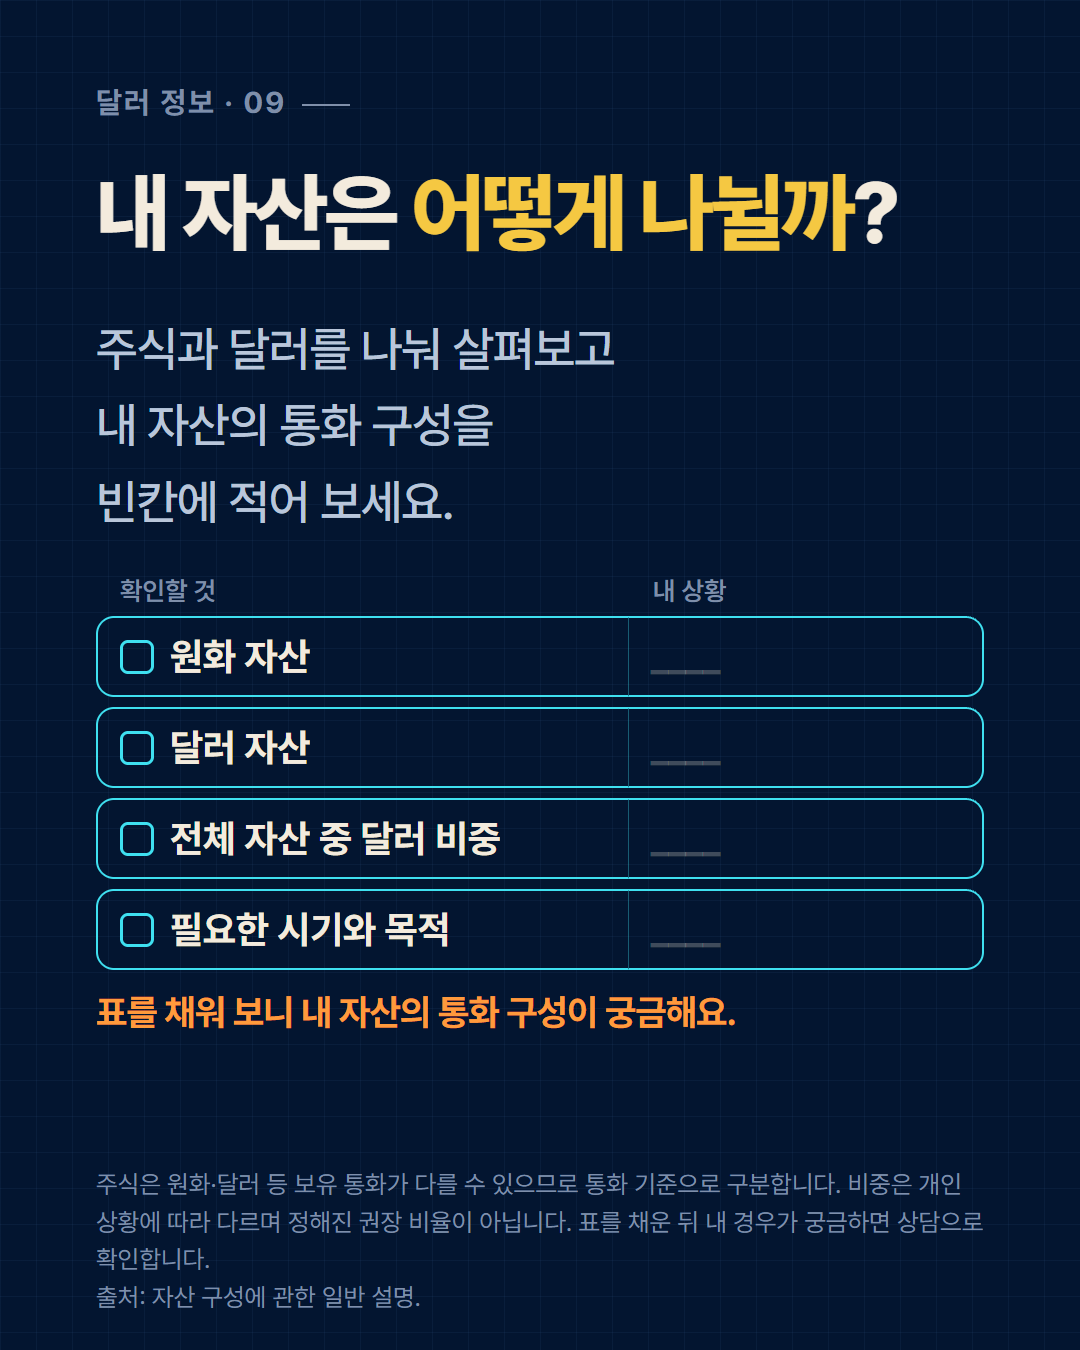 달러 정보 · 09
내 자산은 어떻게 나뉠까?
주식과 달러를 나눠 살펴보고
내 자산의 통화 구성을
빈칸에 적어 보세요.
확인할 것 내 상황
원화 자산 ____
달러 자산 ____
전체 자산 중 달러 비중 ____
필요한 시기와 목적 ____
표를 채워 보니 내 자산의 통화 구성이 궁금해요.
주식은 원화·달러 등 보유 통화가 다를 수 있으므로 통화 기준으로 구분합니다. 비중은 개인
상황에 따라 다르며 정해진 권장 비율이 아닙니다. 표를 채운 뒤 내 경우가 궁금하면 상담으로
확인합니다.
출처: 자산 구성에 관한 일반 설명.